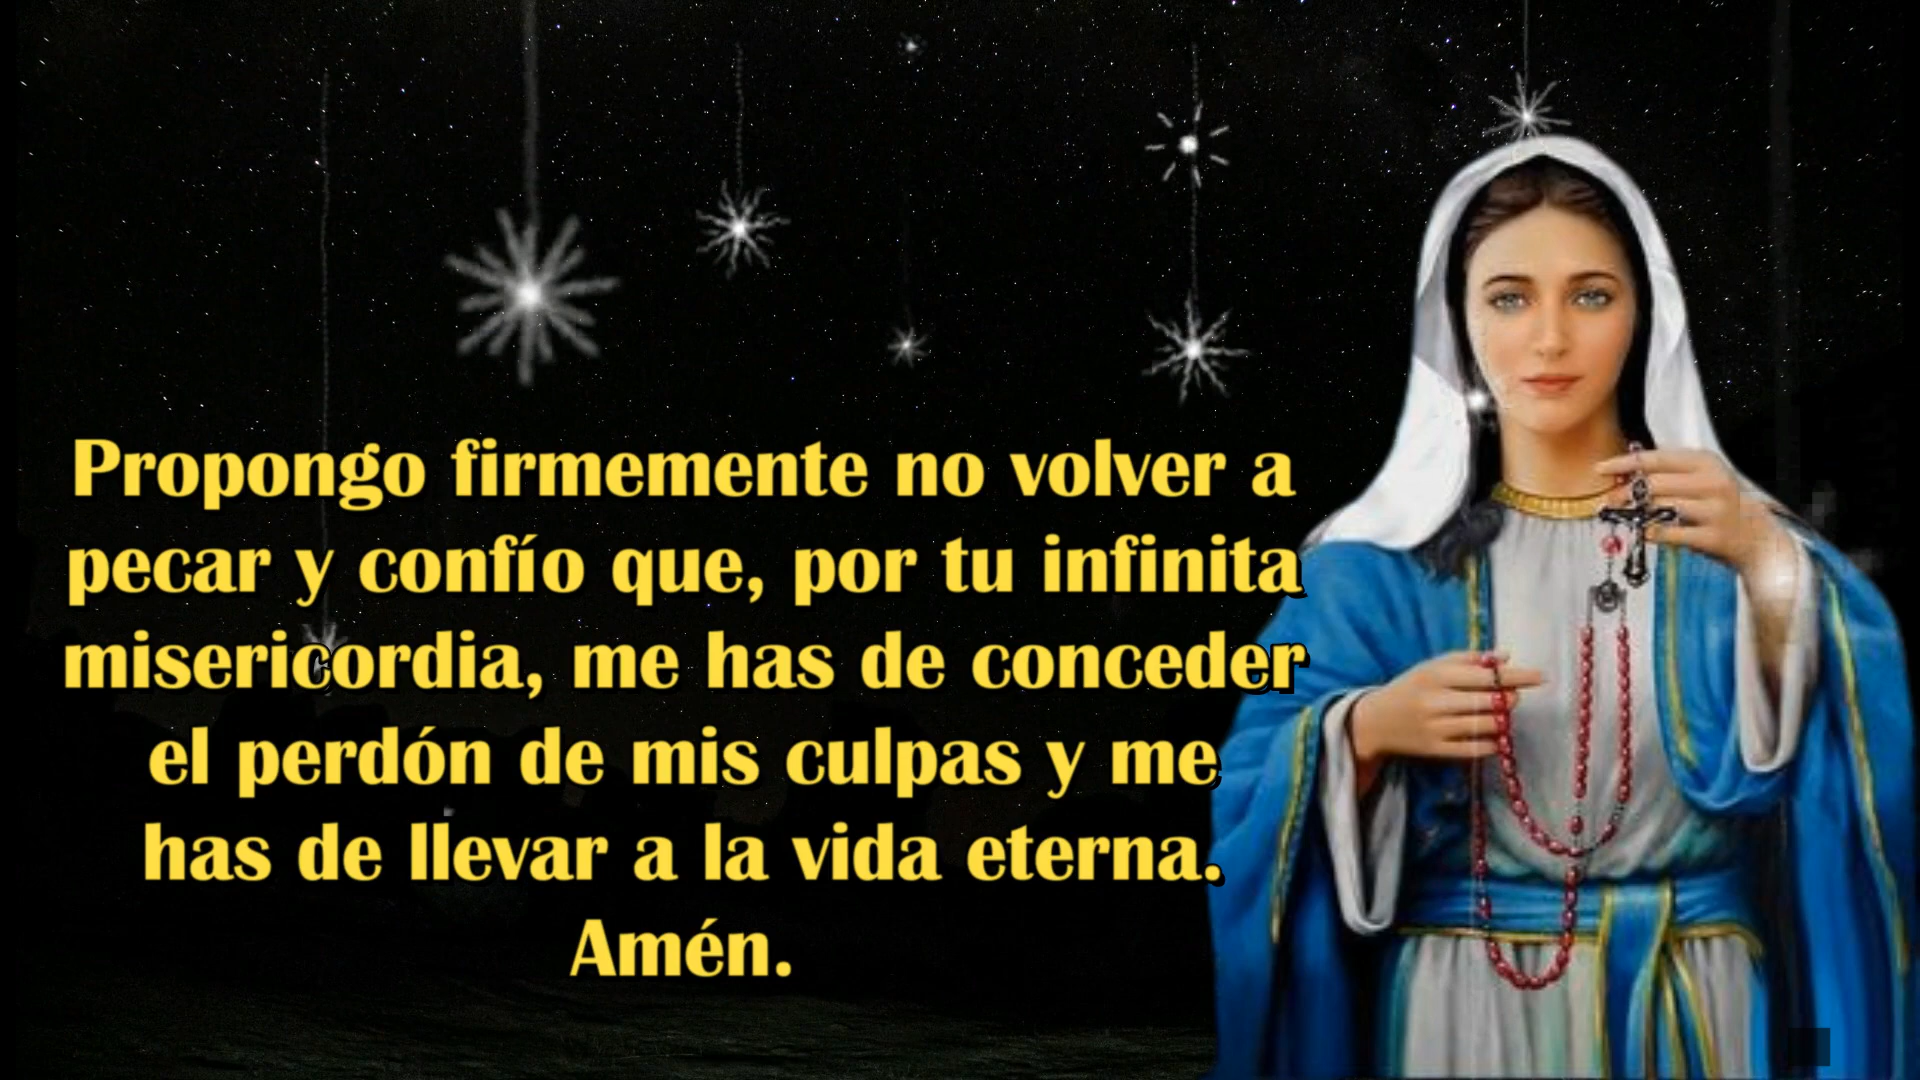 Propongo firmemente no volver a
pecar y confío que, por tu infinita
misericordia, me has de conceder
el perdón de mis culpas y me
has de llevar a la vida eterna.
Amén.